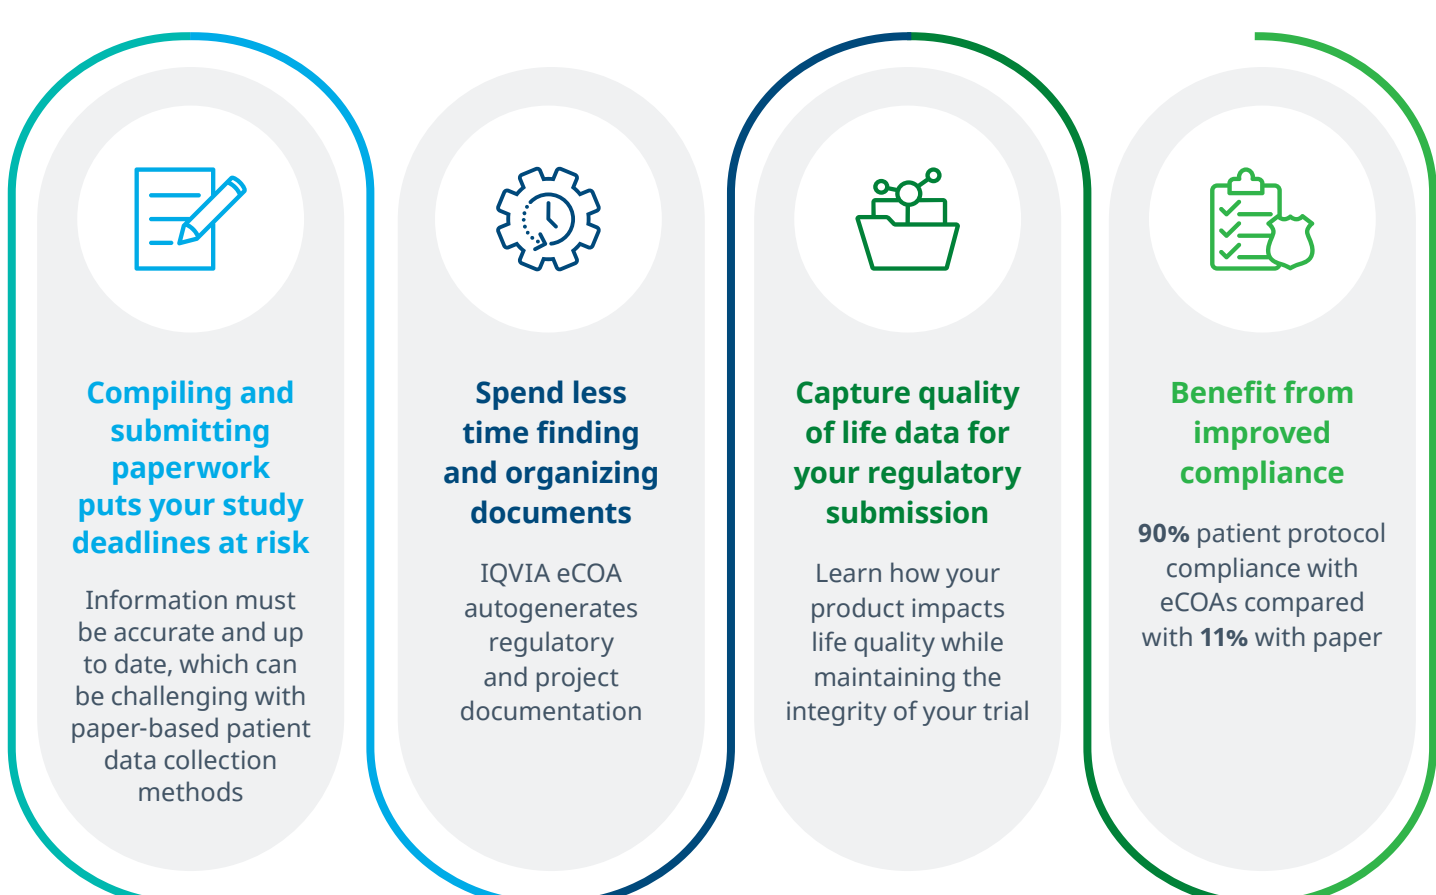 Compiling and
submitting
paperwork
puts your study
deadlines at risk
Information must
be accurate and up
to date, which can
be challenging with
paper-based patient
data collection
methods
Spend less
time finding
and organizing
documents
IQVIA eCOA
autogenerates
regulatory
and project
documentation
Capture quality
of life data for
your regulatory
submission
Learn how your
product impacts
life quality while
maintaining the
integrity of your trial
Benefit from
improved
compliance
90% patient protocol
compliance with
eCOAs compared
with 11% with paper